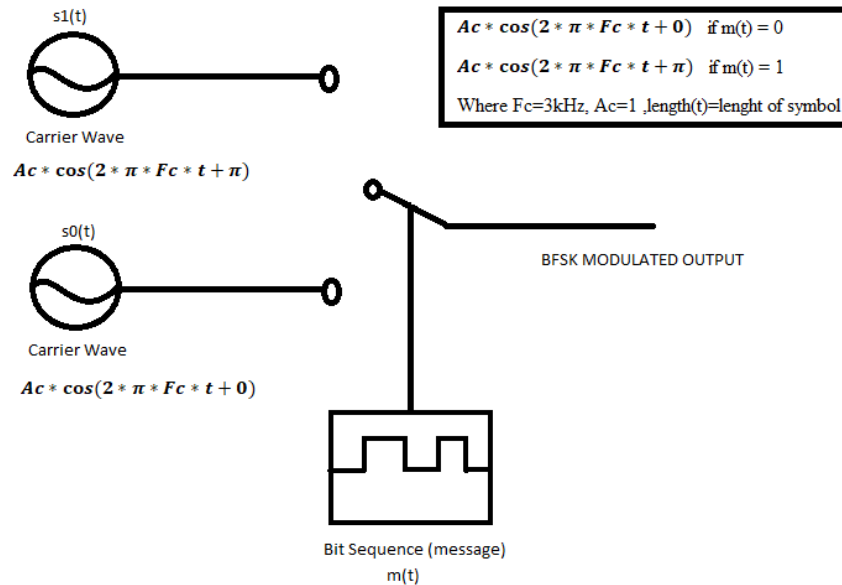 s1(t)
Carrier Wave
Ac * cos(2 * π * Fc * t + π)
Ac * cos(2 * π * Fc * t + 0) if m(t) = 0
Ac * cos(2 * π * Fc * t + π) if m(t) = 1
Where Fc=3kHz, Ac=1 ,length(t)=lenght of symbol
s0(t)
Carrier Wave
Ac * cos(2 * π * Fc * t + 0)
BFSK MODULATED OUTPUT
Bit Sequence (message)
m(t)